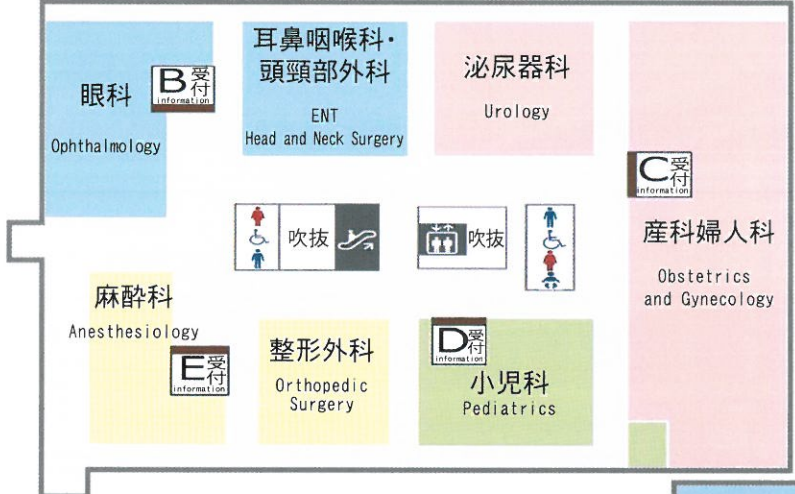 眼科
Ophthalmology
B受付
information
耳鼻咽喉科・
頭頸部外科
ENT
Head and Neck Surgery
泌尿器科
Urology
C受付
information
産科婦人科
Obstetrics
and Gynecology
吹抜
吹抜
麻酔科
Anesthesiology
E受付
information
整形外科
Orthopedic
Surgery
D受付
information
小児科
Pediatrics